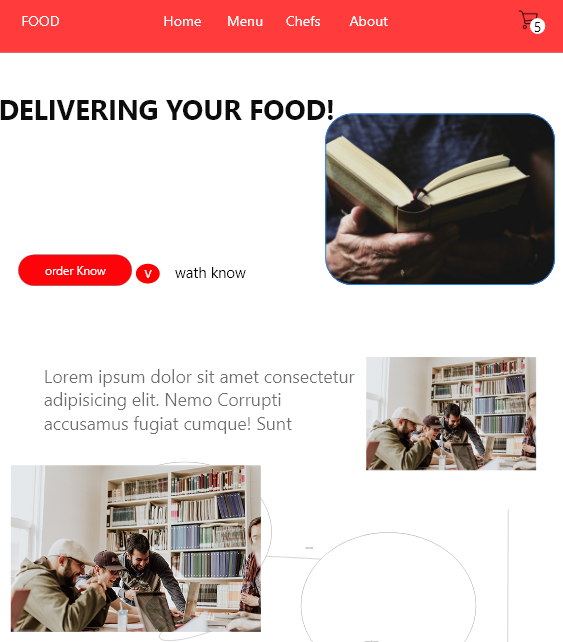 FOOD
Home Menu Chefs About
5
DELIVERING YOUR FOOD!
order Know
V
wath know
Lorem ipsum dolor sit amet consectetur
adipisicing elit. Nemo Corrupti
accusamus fugiat cumque! Sunt